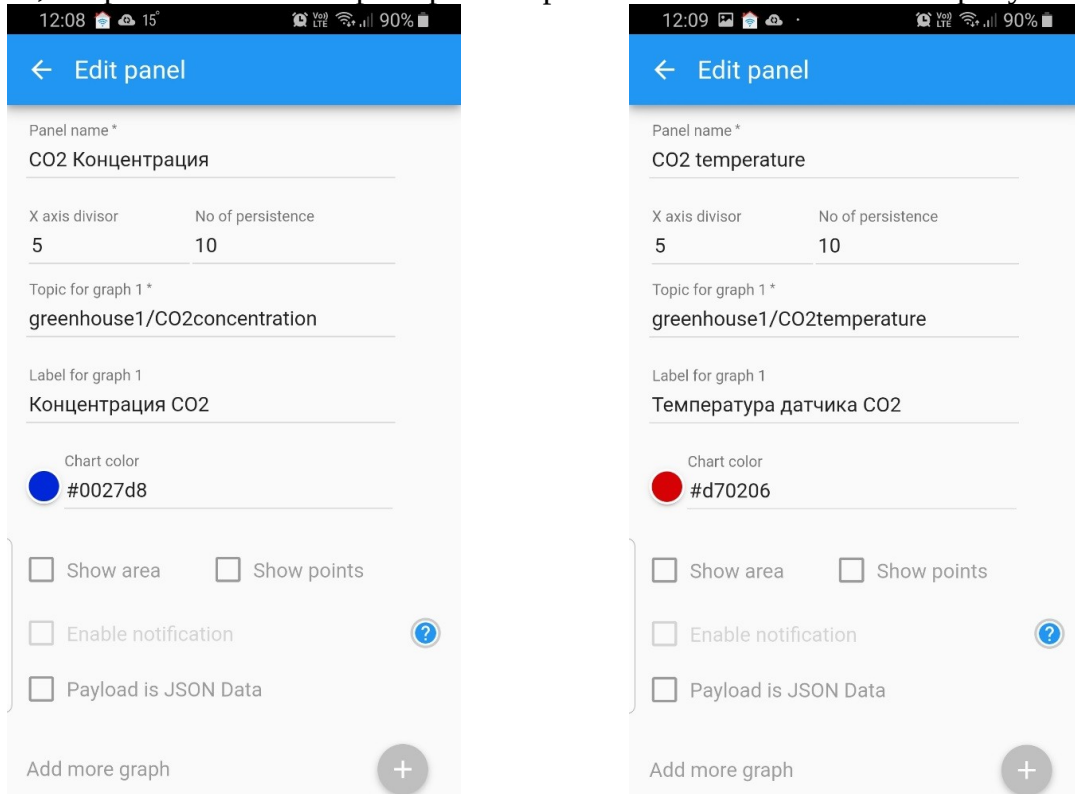 12:08 15° Vo)) LTE 90%
Edit panel
Panel name *
CO2 Концентрация
X axis divisor No of persistence
5 10
Topic for graph 1 *
greenhouse1/CO2concentration
Label for graph 1
Концентрация CO2
Chart color
#0027d8
Show area Show points
Enable notification ?
Payload is JSON Data
Add more graph +
12:09 Vo)) LTE 90%
Edit panel
Panel name *
CO2 temperature
X axis divisor No of persistence
5 10
Topic for graph 1 *
greenhouse1/CO2temperature
Label for graph 1
Температура датчика CO2
Chart color
#d70206
Show area Show points
Enable notification ?
Payload is JSON Data
Add more graph +